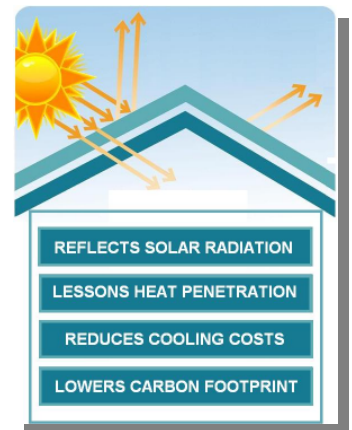 REFLECTS SOLAR RADIATION
LESSONS HEAT PENETRATION
REDUCES COOLING COSTS
LOWERS CARBON FOOTPRINT